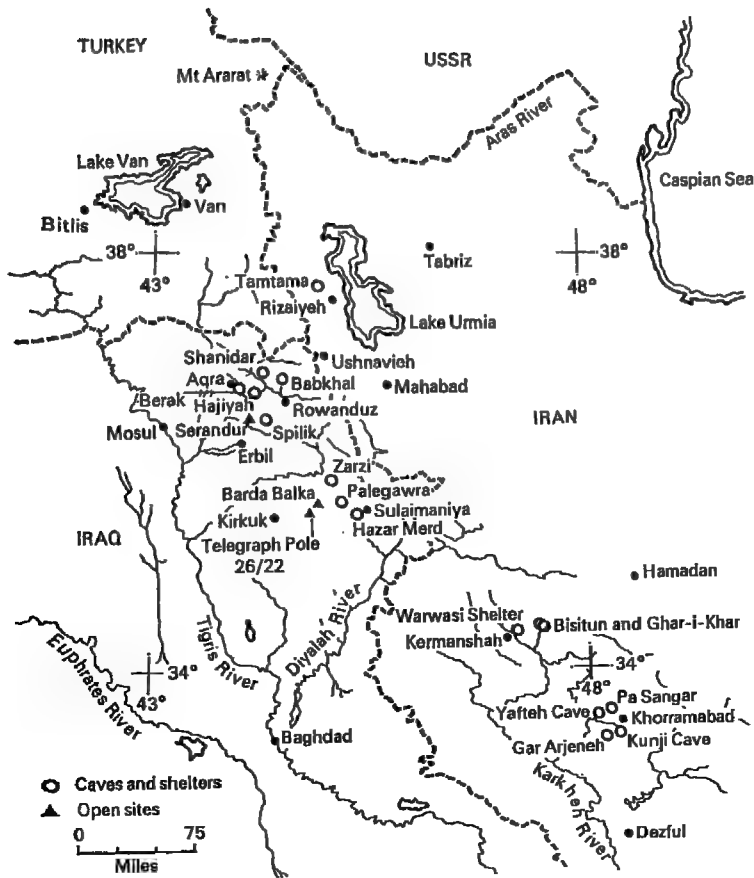 TURKEY
USSR
Mt Ararat
Aras River
Lake Van
Caspian Sea
Van
Bitlis
38°
43°
Tabriz
38°
48°
Tamtama
Rizaiyeh
Lake Urmia
Ushnavieh
Shanidar
Aqra
Babkhal
Mahabad
Berak
Hajiyah
Rowanduz
IRAN
Mosul
Serandur
Spilik
Erbil
Zarzi
Barda Balka
Palegawra
Sulaimaniya
Kirkuk
Hazar Merd
IRAQ
Telegraph Pole
26/22
Hamadan
Diyalah River
Warwasi Shelter
Bisitun and Ghar-i-Khar
Kermanshah
Euphrates River
Tigris River
34°
43°
34°
48°
Pa Sangar
Yafteh Cave
Khorramabad
Baghdad
Gar Arjeneh
Kunji Cave
Karkheh River
Caves and shelters
Open sites
0 75
Miles
Dezful